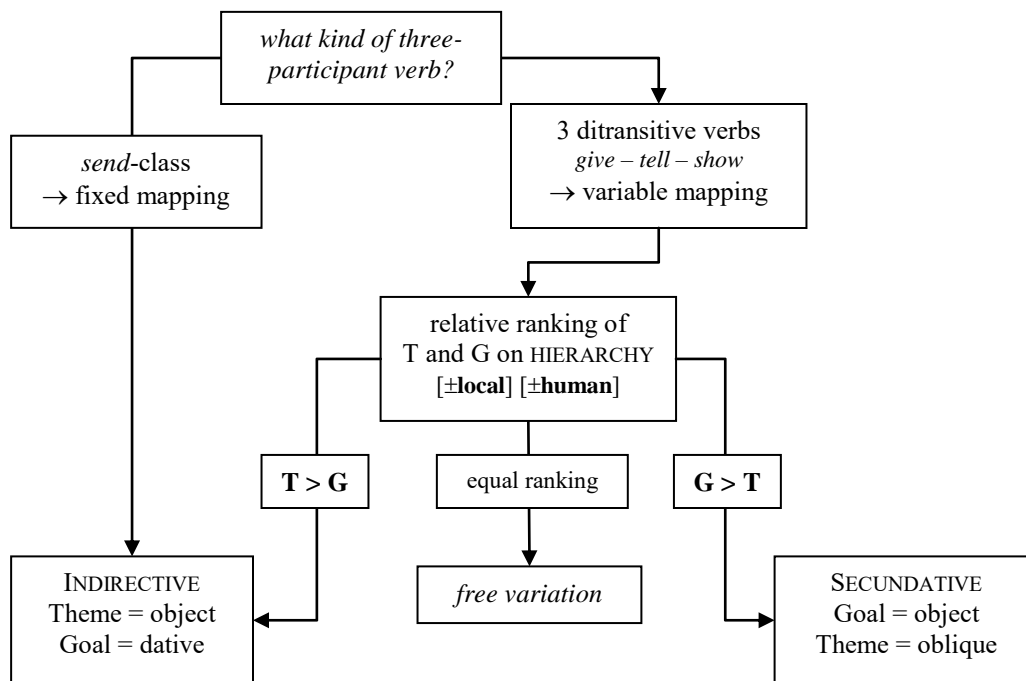 what kind of three-
participant verb?
send-class
→ fixed mapping
3 ditransitive verbs
give – tell – show
→ variable mapping
relative ranking of
T and G on HIERARCHY
[±local] [±human]
T > G
equal ranking
G > T
INDIRECTIVE
Theme = object
Goal = dative
free variation
SECUNDATIVE
Goal = object
Theme = oblique